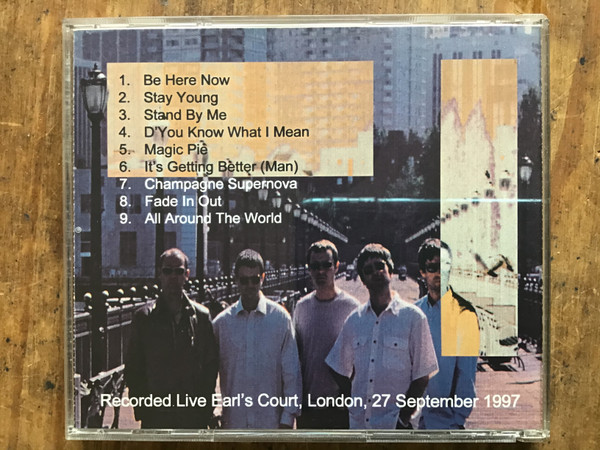 1. Be Here Now
2. Stay Young
3. Stand By Me
4. D'You Know What I Mean
5. Magic Pie
6. It's Getting Better (Man)
7. Champagne Supernova
8. Fade In Out
9. All Around The World
Recorded Live Earl's Court, London, 27 September 1997